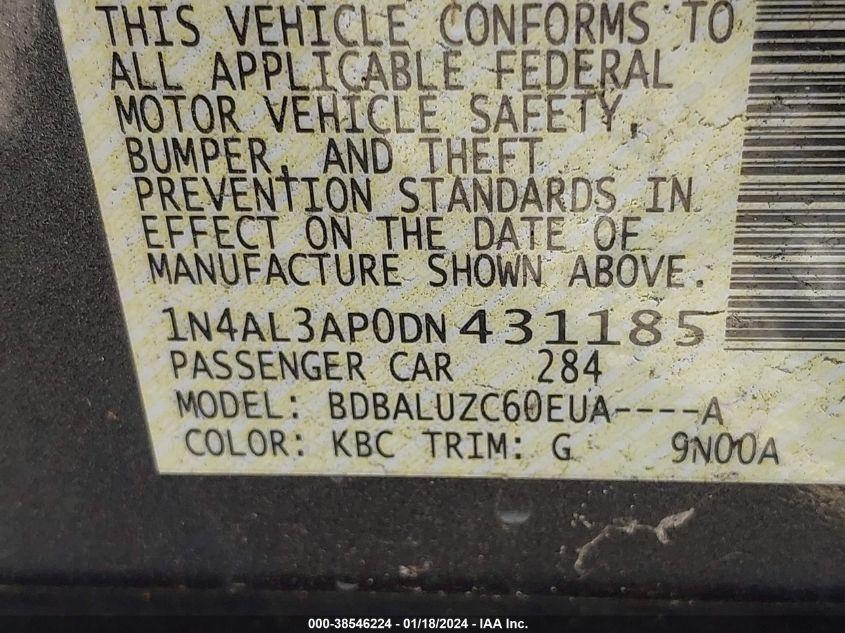 THIS VEHICLE CONFORMS TO
ALL APPLICABLE FEDERAL
MOTOR VEHICLE SAFETY,
BUMPER, AND THEFT
PREVENTION STANDARDS IN
EFFECT ON THE DATE OF
MANUFACTURE SHOWN ABOVE.
1N4AL3AP0DN431185
PASSENGER CAR 284
MODEL: BDBALUZC60EUA----A
COLOR: KBC TRIM: G 9N00A
000-38546224 - 01/18/2024 - IAA Inc.